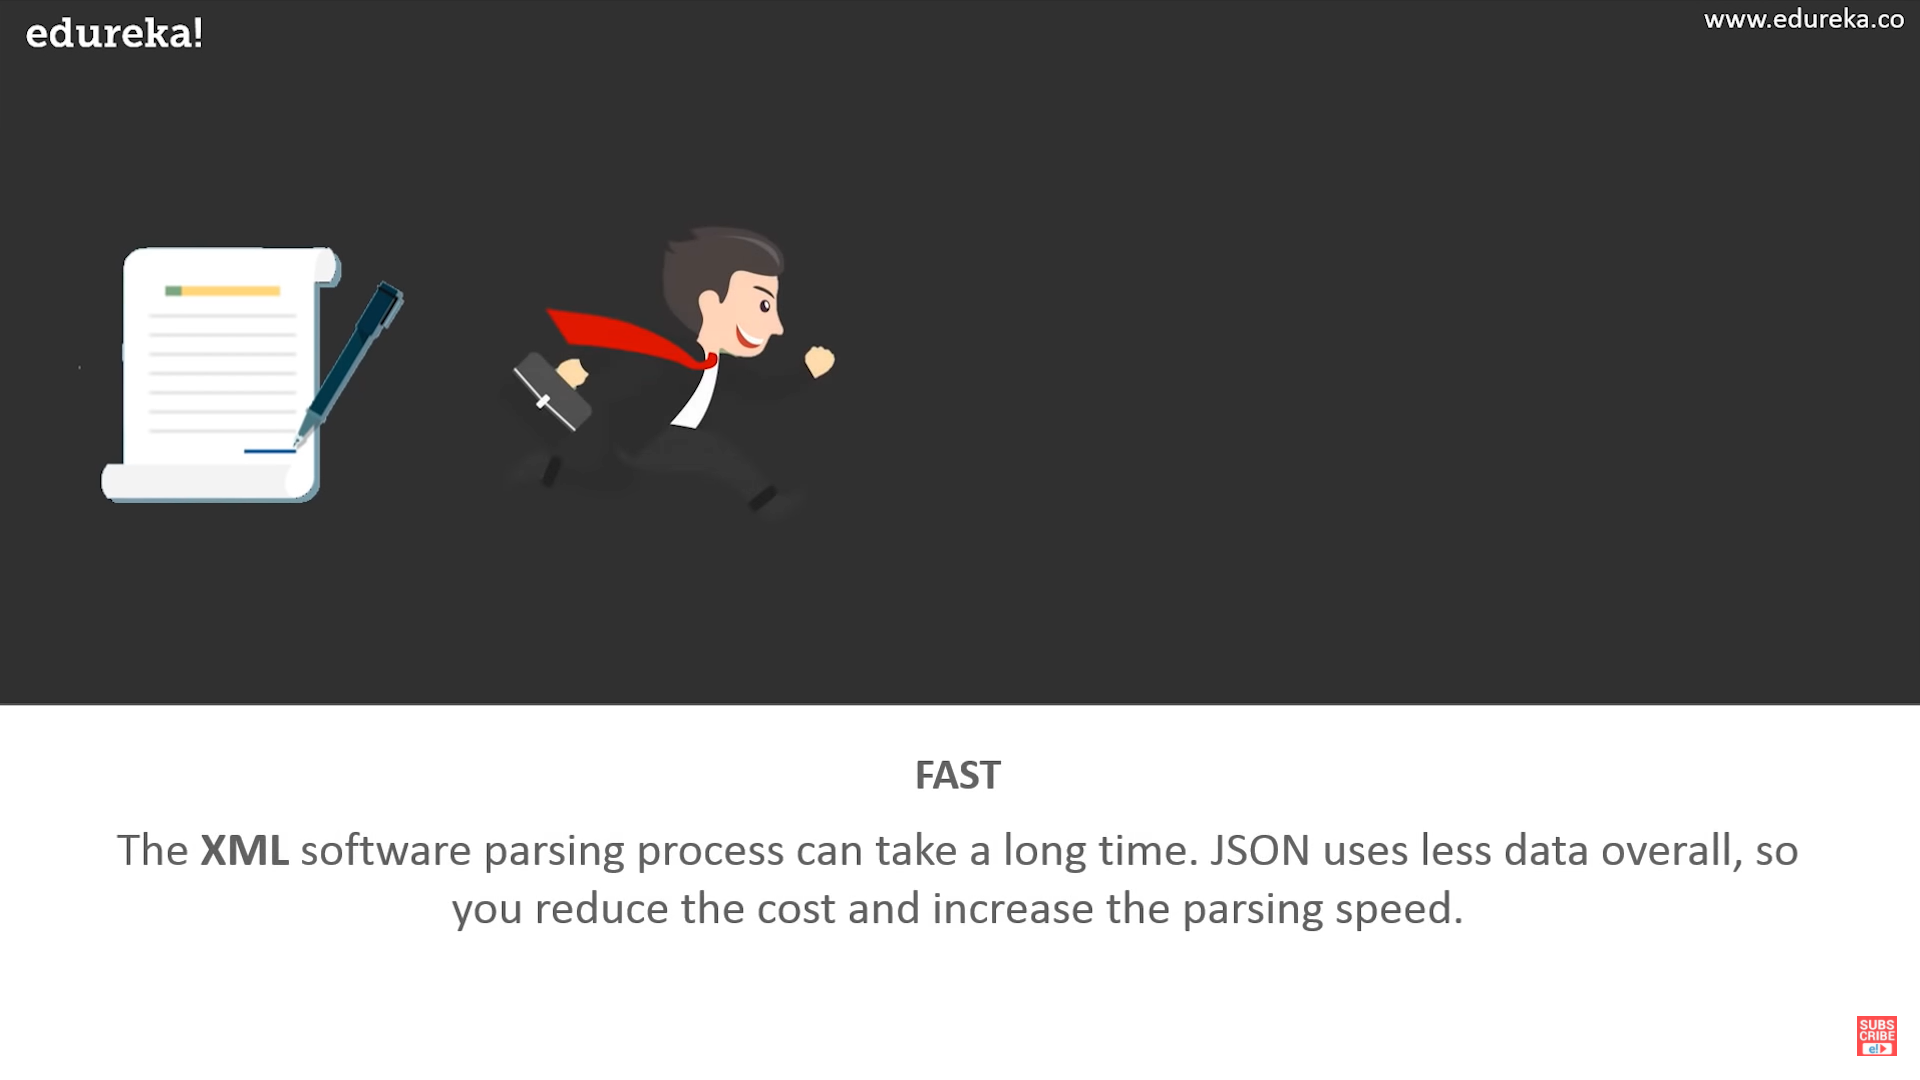 edureka!
www.edureka.co
FAST
The XML software parsing process can take a long time. JSON uses less data overall, so
you reduce the cost and increase the parsing speed.
SUBS
CRIBE
e!